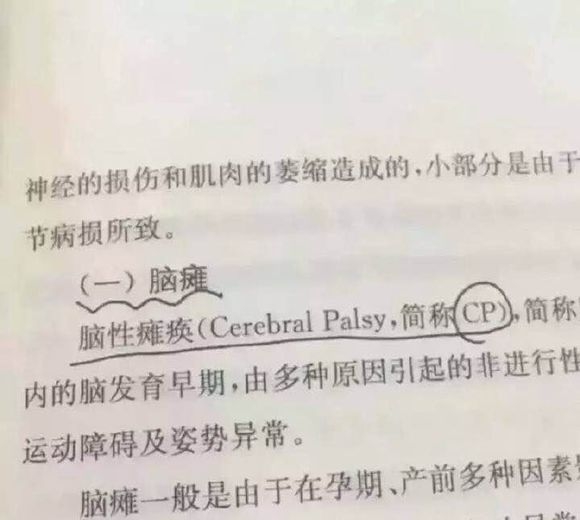 神经的损伤和肌肉的萎缩造成的,小部分是由于
节病损所致。
(一)脑瘫
脑性瘫痪(Cerebral Palsy,简称CP),简称
内的脑发育早期,由多种原因引起的非进行性
运动障碍及姿势异常。
脑瘫一般是由于在孕期、产前多种因素